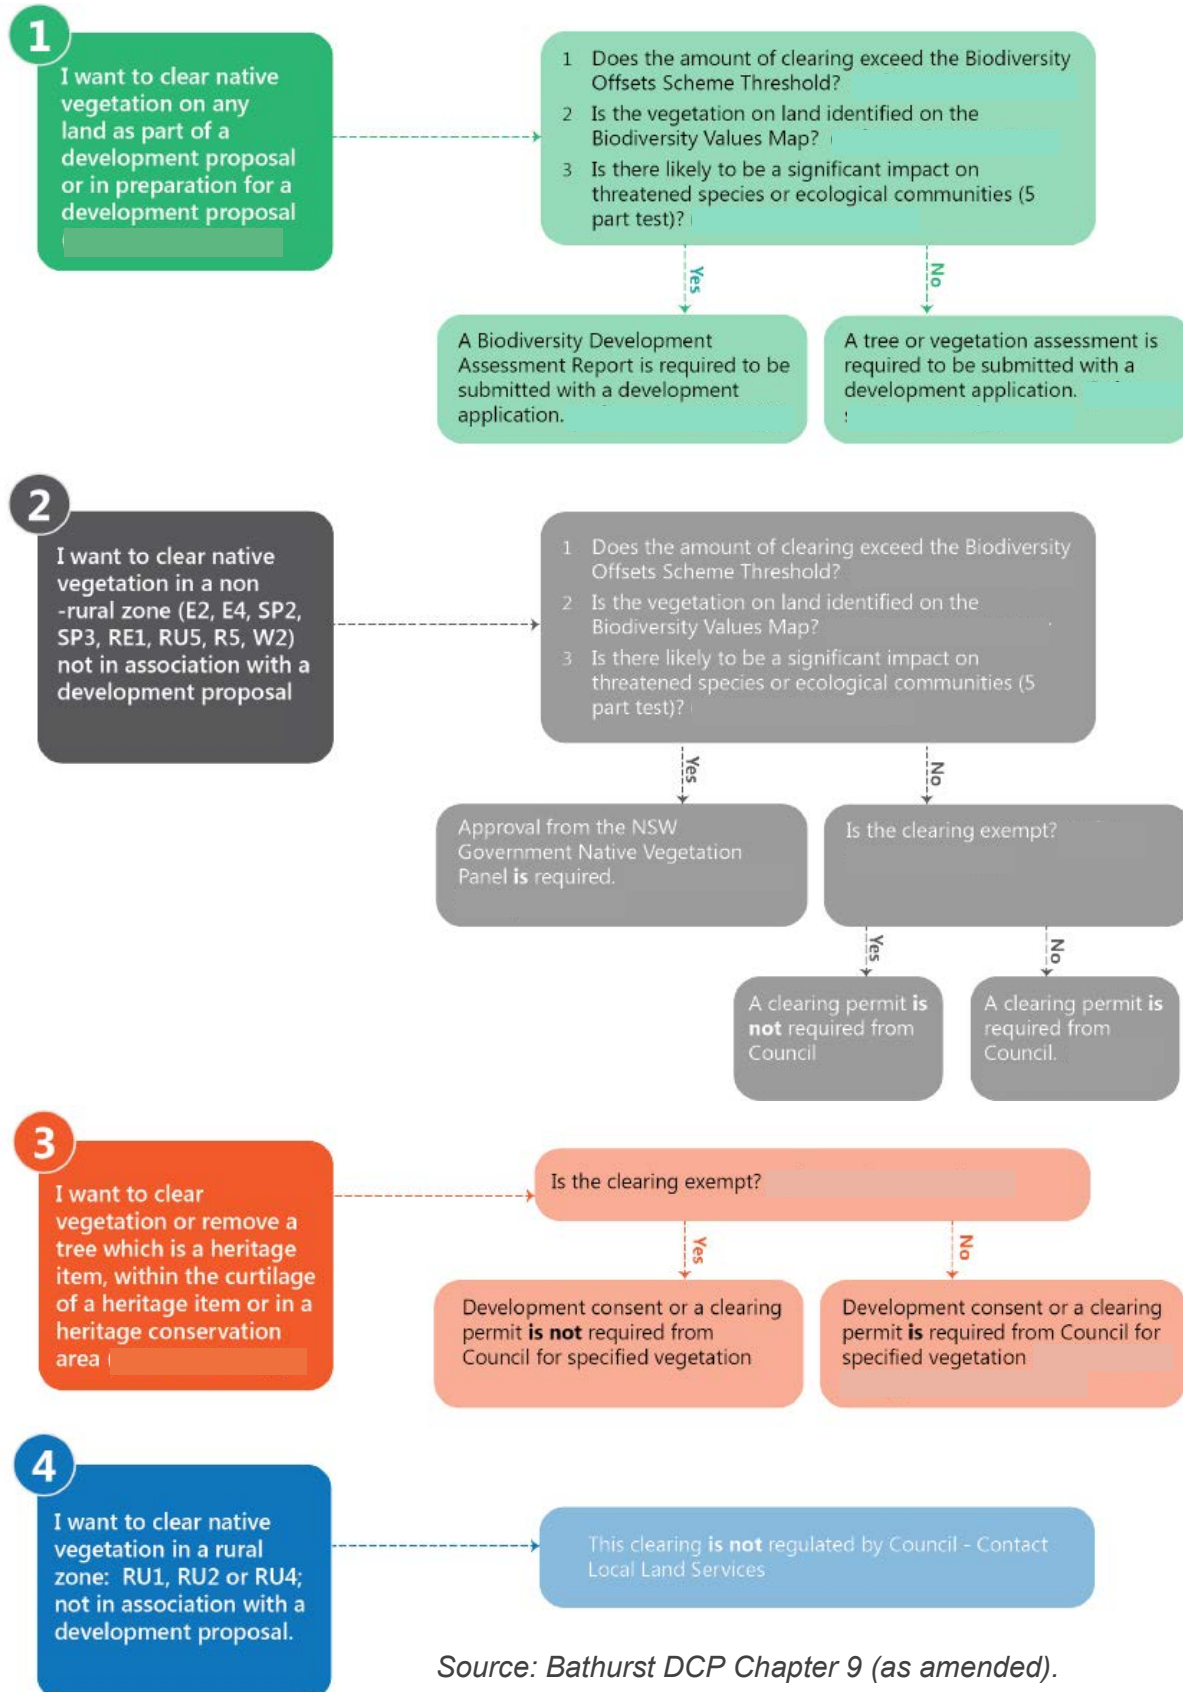 1
I want to clear native
vegetation on any
land as part of a
development proposal
or in preparation for a
development proposal
(
1 Does the amount of clearing exceed the Biodiversity
Offsets Scheme Threshold?
2 Is the vegetation on land identified on the
Biodiversity Values Map? (
3 Is there likely to be a significant impact on
threatened species or ecological communities (5
part test)? (
Yes
No
A Biodiversity Development
Assessment Report is required to be
submitted with a development
application.
A tree or vegetation assessment is
required to be submitted with a
development application.
2
I want to clear native
vegetation in a non
-rural zone (E2, E4, SP2,
SP3, RE1, RU5, R5, W2)
not in association with a
development proposal
1 Does the amount of clearing exceed the Biodiversity
Offsets Scheme Threshold?
2 Is the vegetation on land identified on the
Biodiversity Values Map?
3 Is there likely to be a significant impact on
threatened species or ecological communities (5
part test)?
Yes
No
Approval from the NSW
Government Native Vegetation
Panel is required.
Is the clearing exempt?
Yes
No
A clearing permit is
not required from
Council
A clearing permit is
required from
Council.
3
I want to clear
vegetation or remove a
tree which is a heritage
item, within the curtilage
of a heritage item or in a
heritage conservation
area (
Is the clearing exempt?
Yes
No
Development consent or a clearing
permit is not required from
Council for specified vegetation
Development consent or a clearing
permit is required from Council for
specified vegetation
4
I want to clear native
vegetation in a rural
zone: RU1, RU2 or RU4;
not in association with a
development proposal.
This clearing is not regulated by Council - Contact
Local Land Services
Source: Bathurst DCP Chapter 9 (as amended).